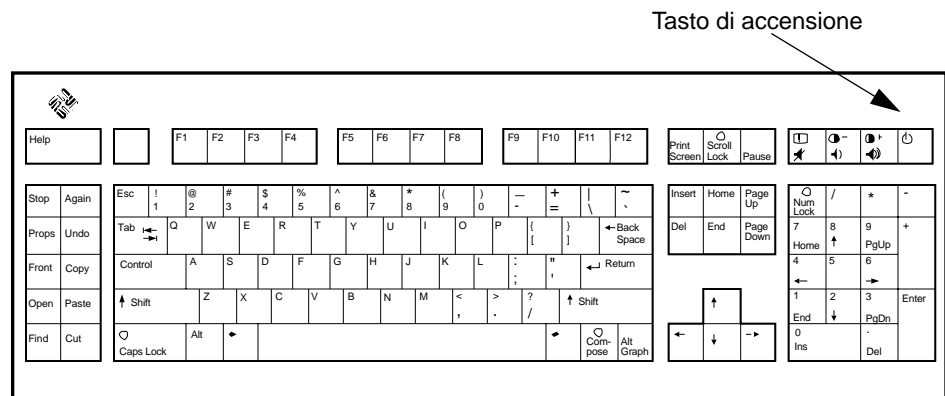 Tasto di accensione
Sun
Help F1 F2 F3 F4 F5 F6 F7 F8 F9 F10 F11 F12 Print Screen Scroll Lock Pause
Stop Again Esc ! 1 @ 2 # 3 $ 4 % 5 ^ 6 & 7 * 8 ( 9 ) 0 — - + = | \ ~ ` Insert Home Page Up Num Lock / * -
Props Undo Tab Q W E R T Y U I O P { [ } ] Back Space Del End Page Down 7 Home 8 9 PgUp +
Front Copy Control A S D F G H J K L : ; " ' Return 4 5 6
Open Paste Shift Z X C V B N M < , > . ? / Shift 1 End 2 3 PgDn Enter
Find Cut Caps Lock Alt Com- pose Alt Graph 0 Ins . Del